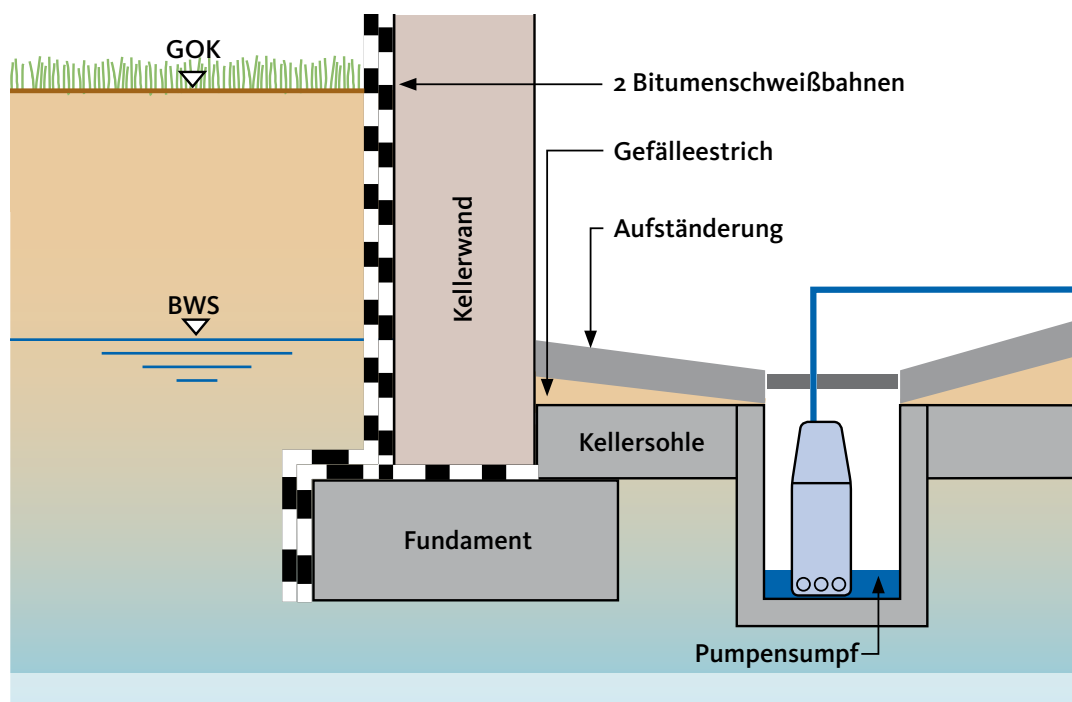 GOK
2 Bitumenschweißbahnen
Gefälleestrich
Aufständerung
Kellerwand
BWS
Kellersohle
Fundament
Pumpensumpf